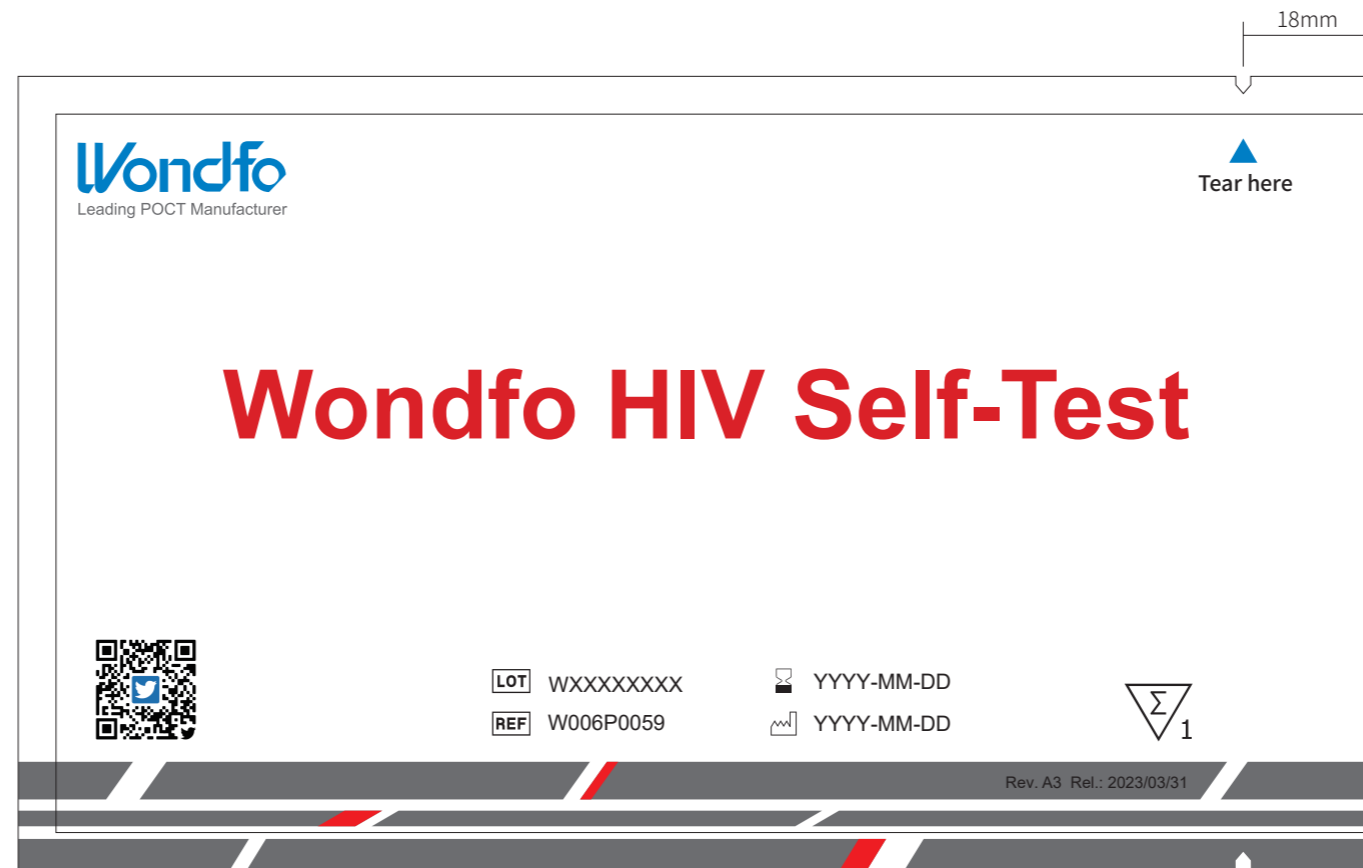 18mm
Wondfo
Leading POCT Manufacturer
Tear here
Wondfo HIV Self-Test
LOT WXXXXXXXX
YYYY-MM-DD
REF W006P0059
YYYY-MM-DD
Σ
1
Rev. A3 Rel.: 2023/03/31